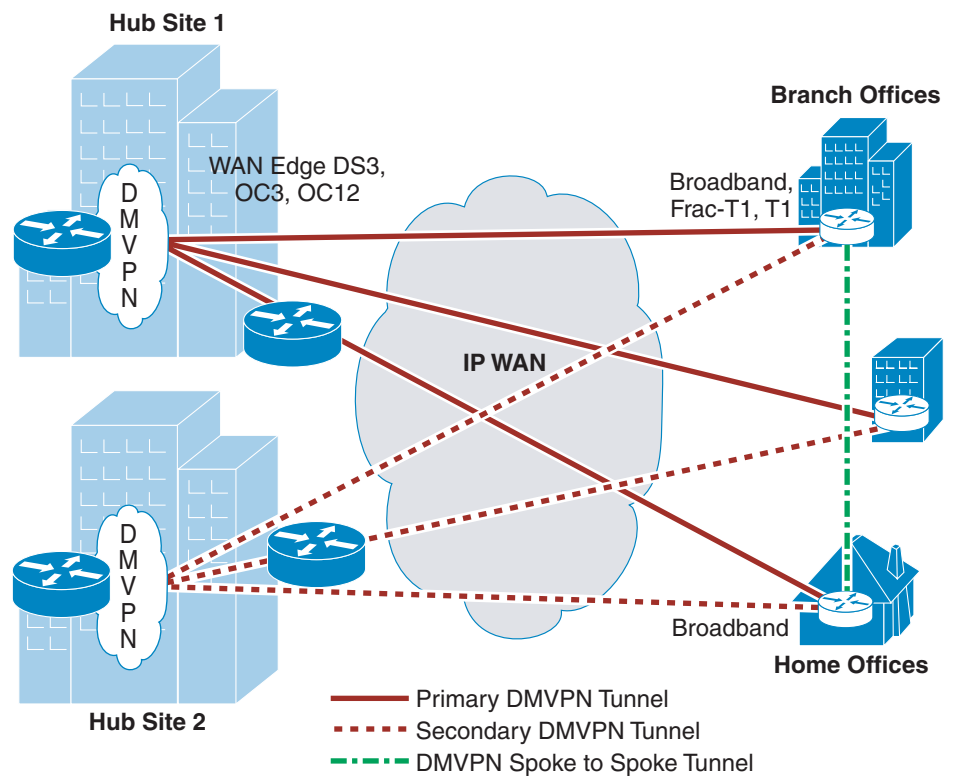 Hub Site 1
Branch Offices
WAN Edge DS3,
OC3, OC12
Broadband,
Frac-T1, T1
D
M
V
P
N
IP WAN
D
M
V
P
N
Broadband
Home Offices
Hub Site 2
Primary DMVPN Tunnel
Secondary DMVPN Tunnel
DMVPN Spoke to Spoke Tunnel